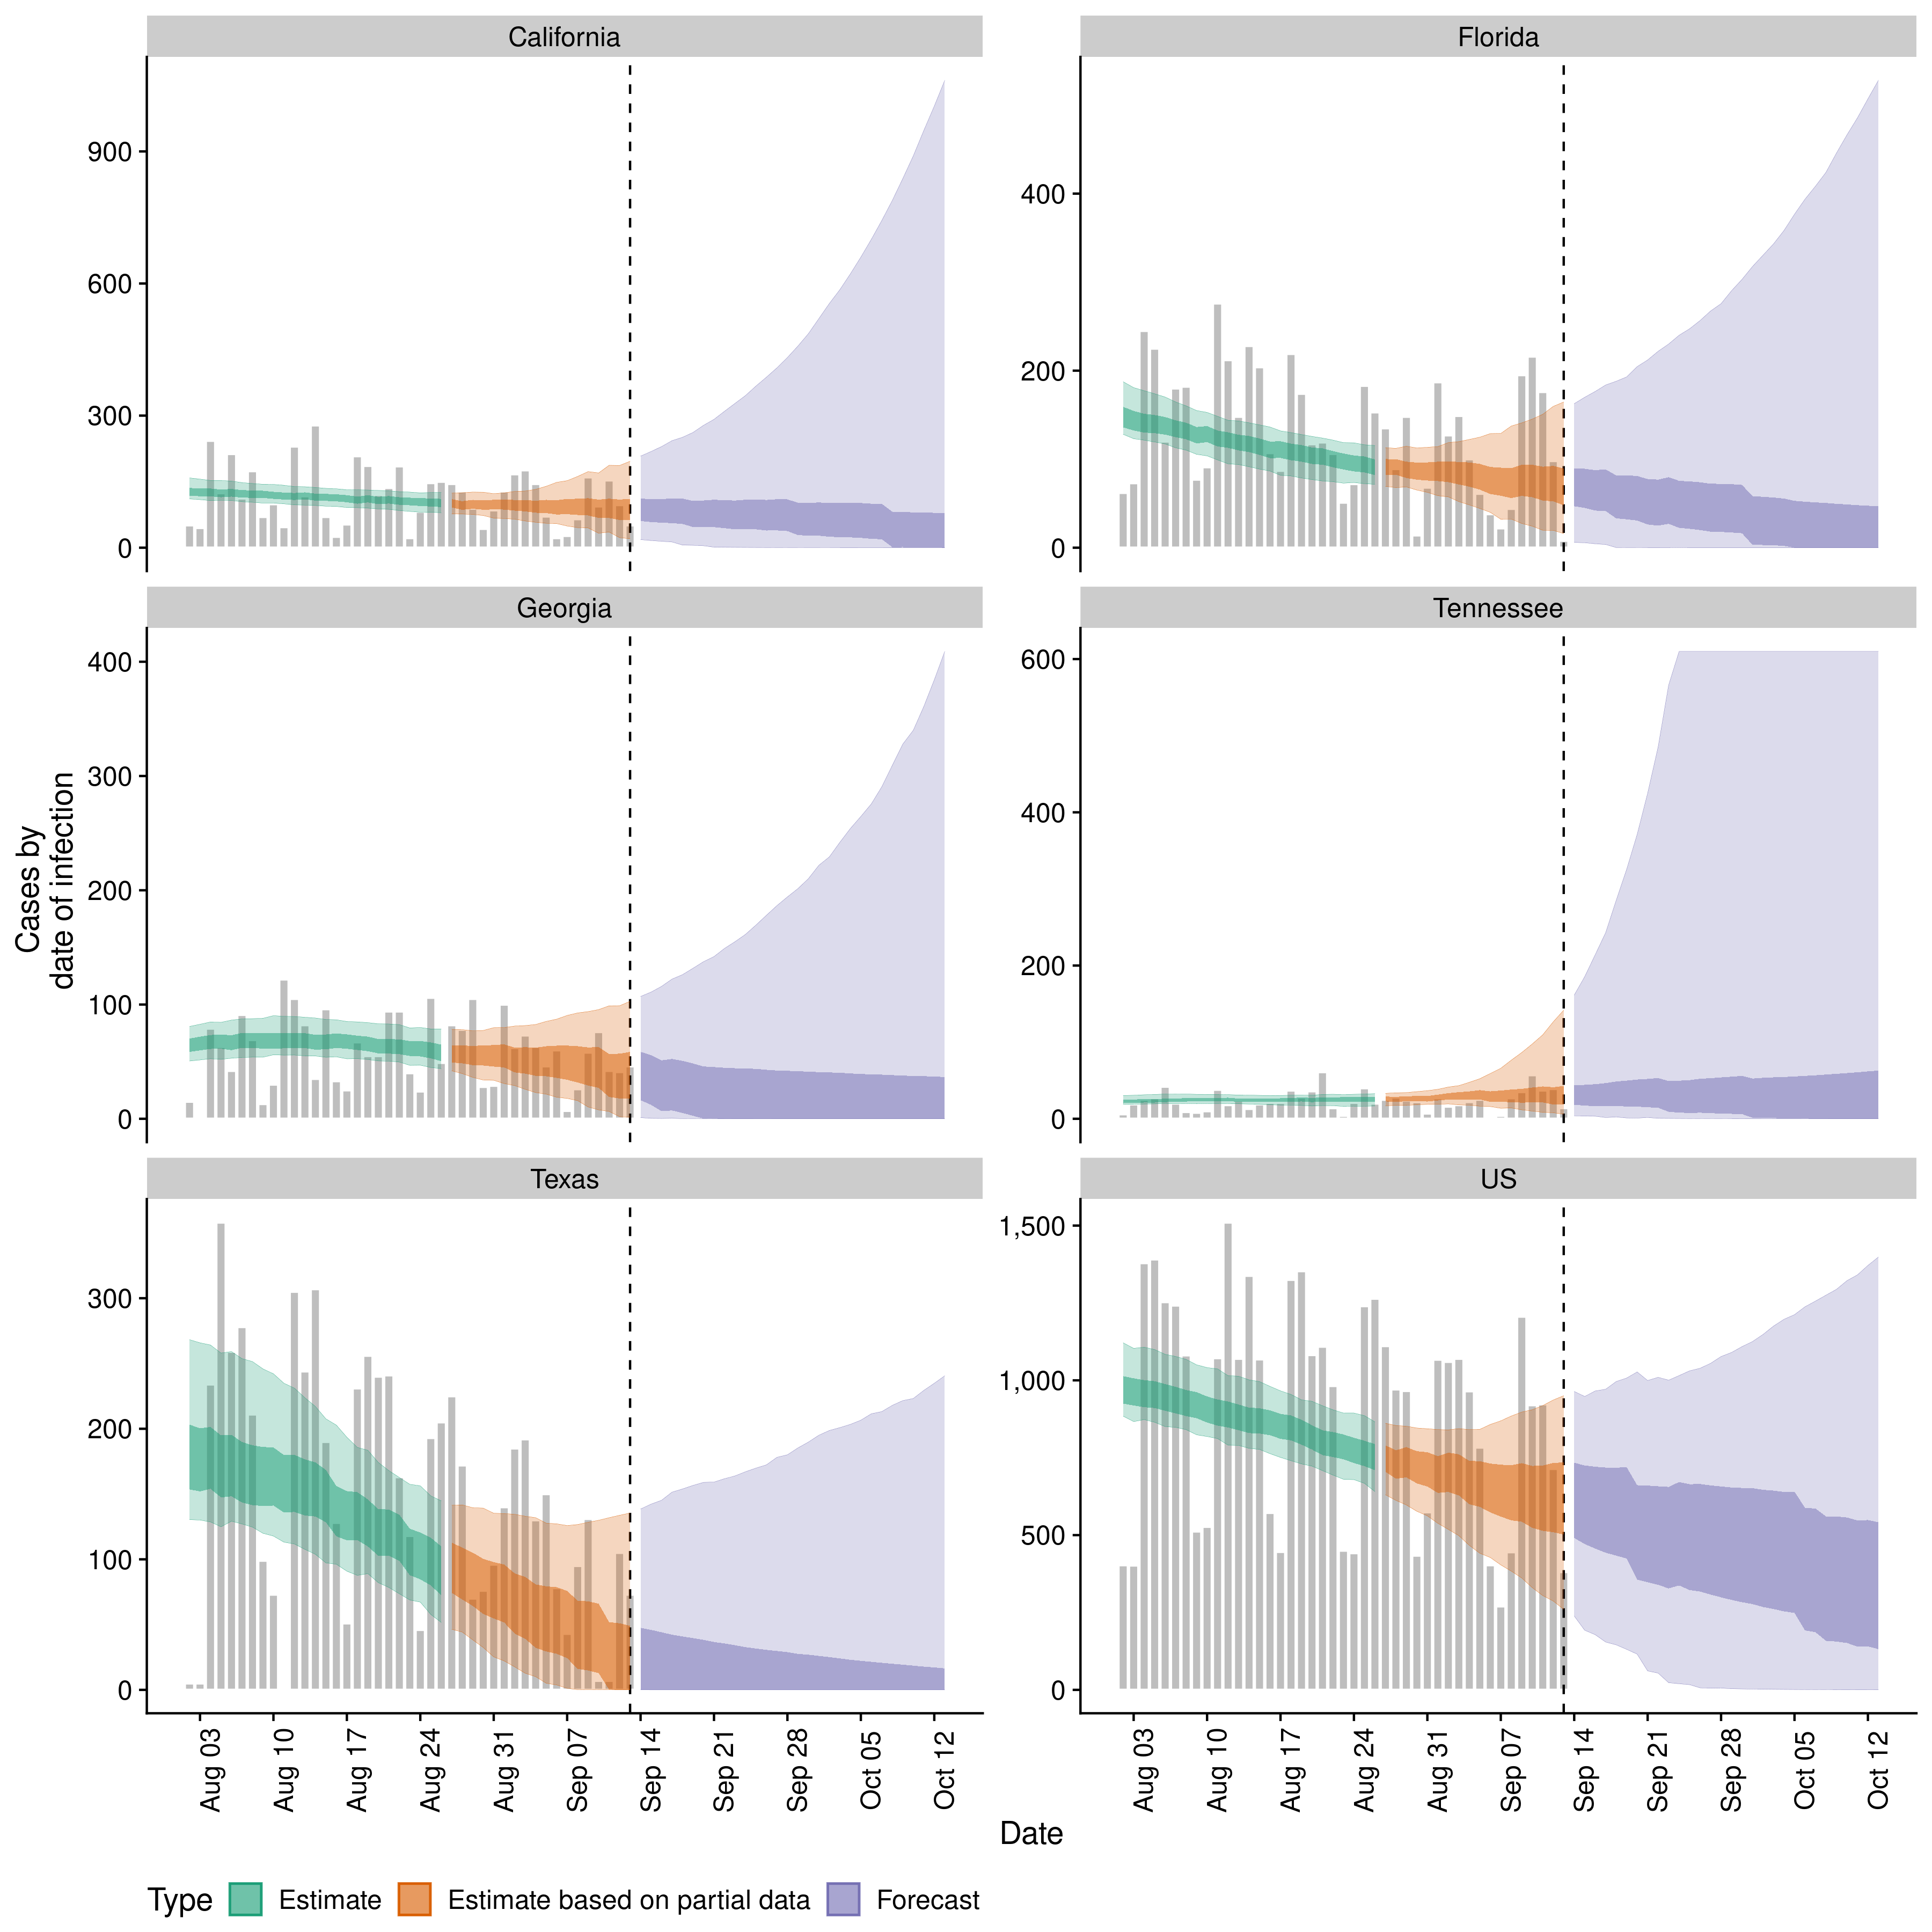 California
Florida
900
600
300
0
400
200
0
Georgia
Tennessee
400
300
200
100
0
600
400
200
0
Cases by
date of infection
Texas
US
300
200
100
0
1,500
1,000
500
0
Aug 03
Aug 10
Aug 17
Aug 24
Aug 31
Sep 07
Sep 14
Sep 21
Sep 28
Oct 05
Oct 12
Aug 03
Aug 10
Aug 17
Aug 24
Aug 31
Sep 07
Sep 14
Sep 21
Sep 28
Oct 05
Oct 12
Date
Type Estimate Estimate based on partial data Forecast